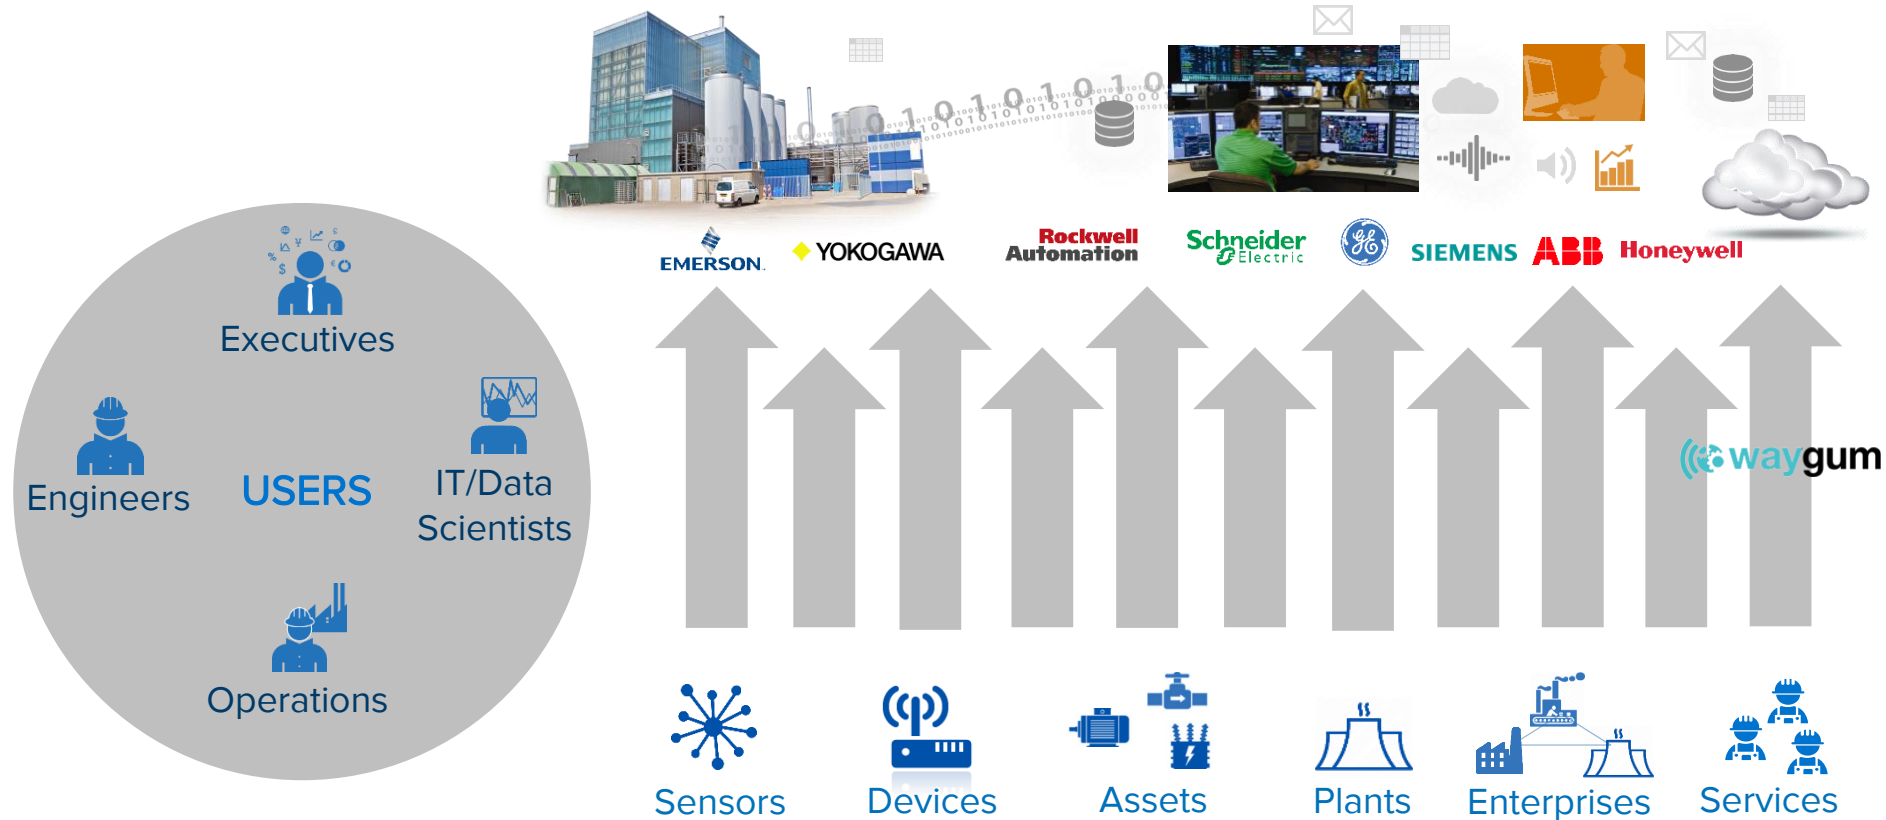 EMERSON.
YOKOGAWA
Rockwell
Automation
Schneider
Electric
GE
SIEMENS
ABB
Honeywell
Executives
Engineers
USERS
IT/Data
Scientists
Operations
waygum
Sensors
Devices
Assets
Plants
Enterprises
Services